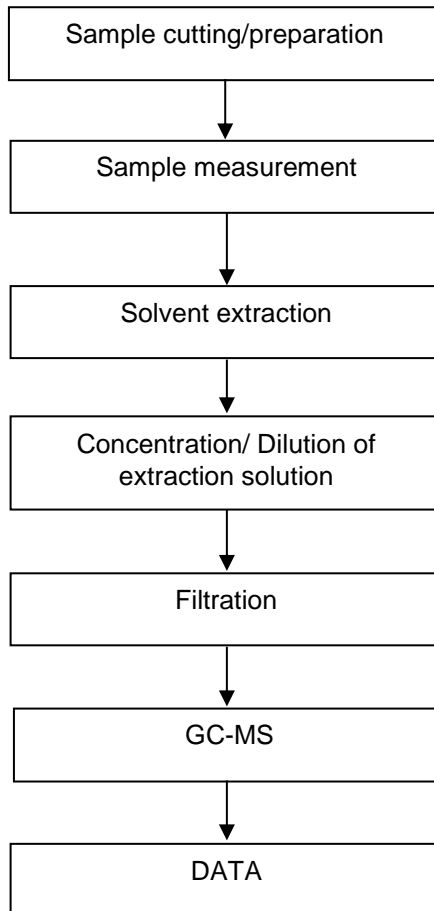 Sample cutting/preparation
Sample measurement
Solvent extraction
Concentration/ Dilution of
extraction solution
Filtration
GC-MS
DATA